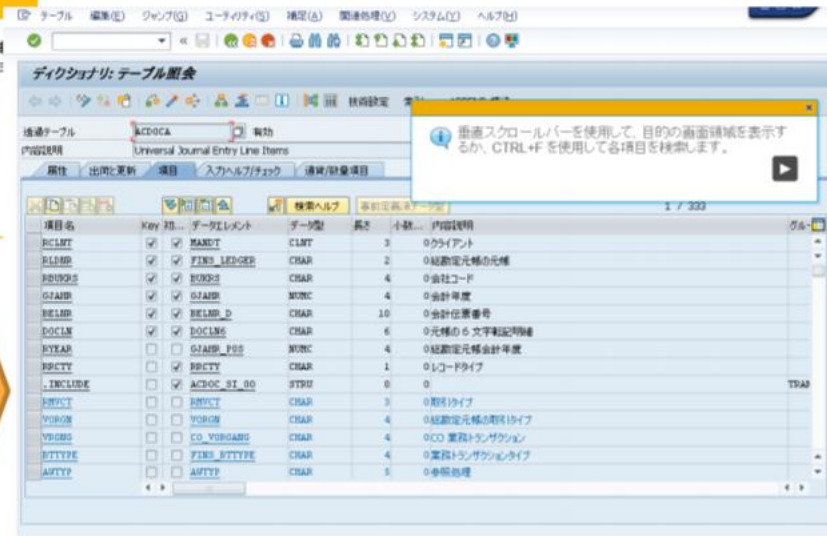 テーブル 編集(E) ジャンプ(G) ユーティリティ(S) 補足(A) 関連処理(V) システム(Y) ヘルプ(H)
ディクショナリ: テーブル照会
技術設定
透過テーブル ACDOCA 有効
内容説明 Universal Journal Entry Line Items
属性 出荷と更新 項目 入力ヘルプ/チェック 通貨/数量項目
垂直スクロールバーを使用して、目的の画面領域を表示するか、CTRL+F を使用して各項目を検索します。
検索ヘルプ 1 / 333
項目名 Key 初... データエレメント データ型 長さ 小数... 内容説明 グル-
RCLNT MANDT CLNT 3 0 クライアント
RLDNR FINS_LEDGER CHAR 2 0 総勘定元帳の元帳
RBUKRS BUKRS CHAR 4 0 会社コード
GJAHR GJAHR NUMC 4 0 会計年度
BELNR BELNR_D CHAR 10 0 会計伝票番号
DOCLN DOCLN6 CHAR 6 0 元帳の 6 文字転記明細
RYEAR GJAHR_POS NUMC 4 0 総勘定元帳会計年度
RRCTY RRCTY CHAR 1 0 レコードタイプ
.INCLUDE ACDOC_SI_00 STRU 0 0 TRAN
RMVCT RMVCT CHAR 3 0 取引タイプ
VORGN VORGN CHAR 4 0 総勘定元帳の取引タイプ
VRGNG CO_VORGANG CHAR 4 0 CO 業務トランザクション
BTTYPE FINS_BTTYPE CHAR 4 0 業務トランザクションタイプ
AWTYP AWTYP CHAR 5 0 参照処理